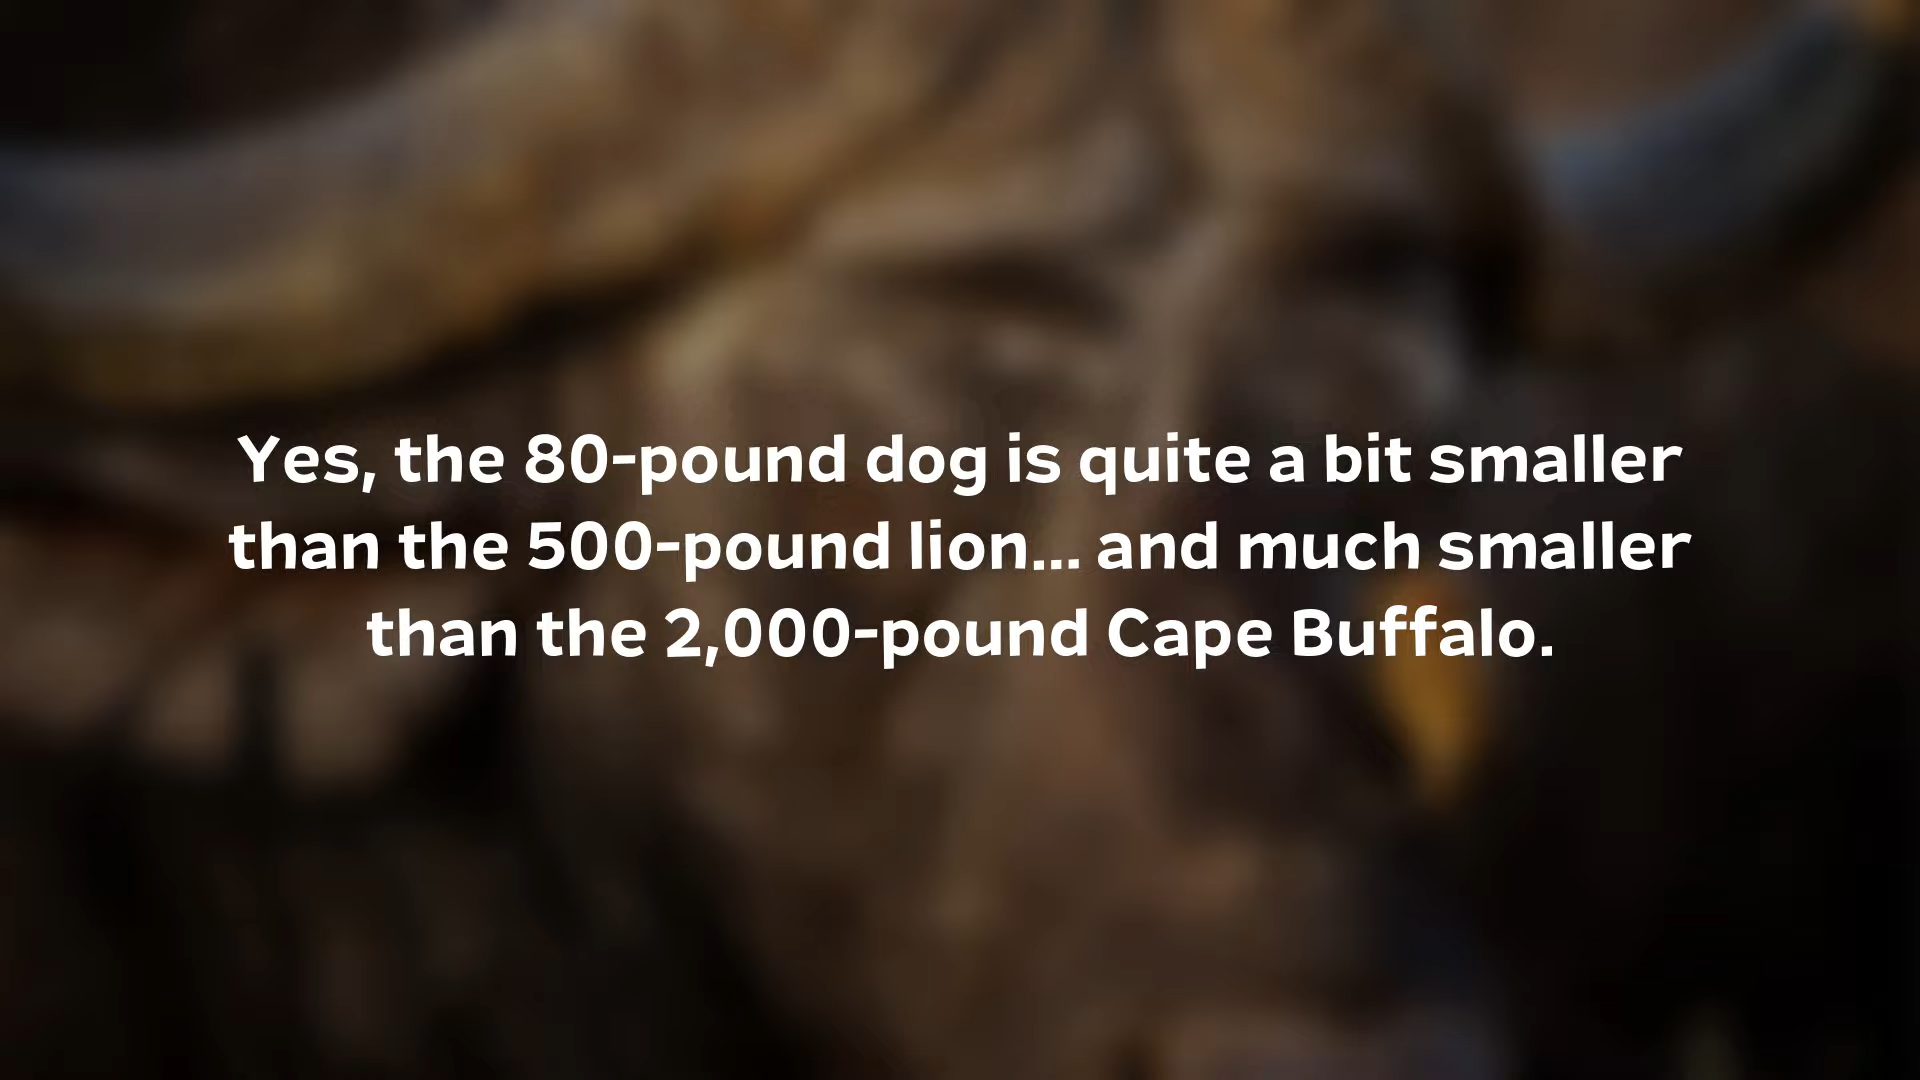 Yes, the 80-pound dog is quite a bit smaller
than the 500-pound lion... and much smaller
than the 2,000-pound Cape Buffalo.